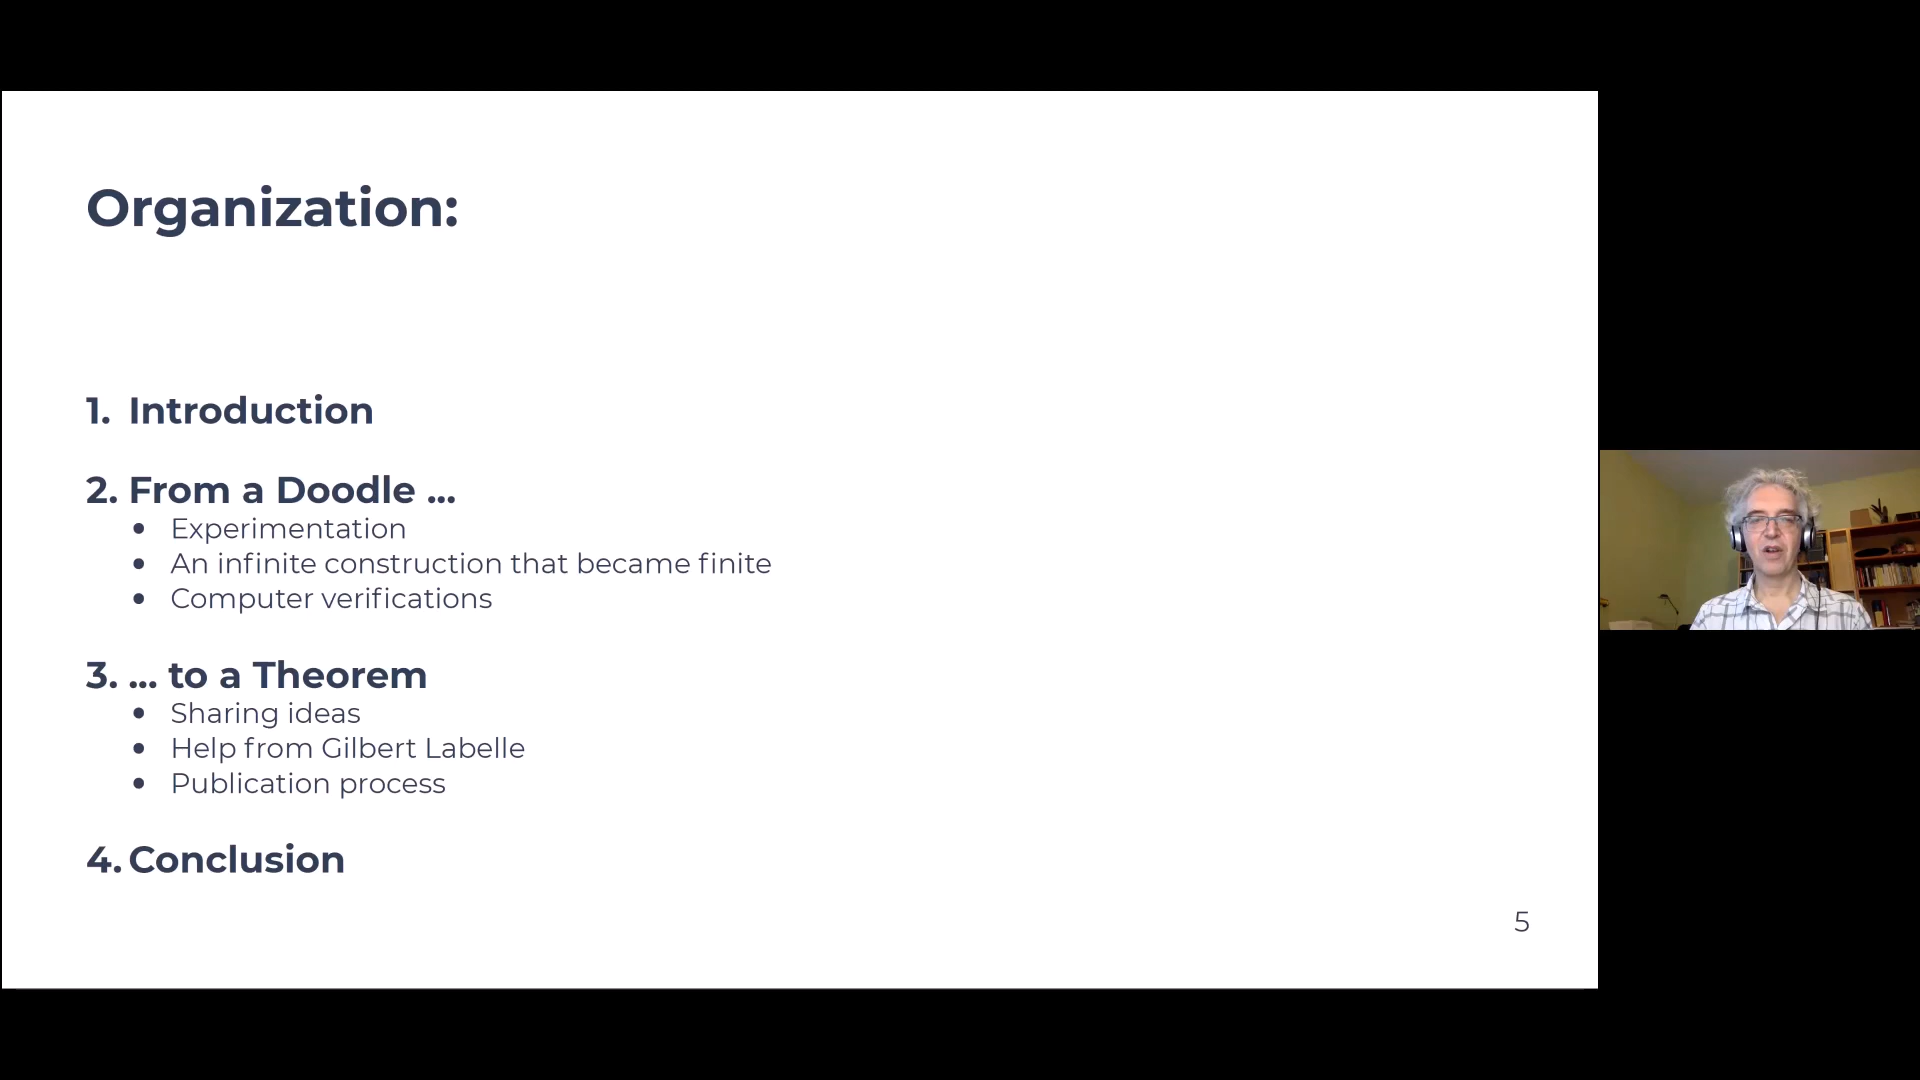 Organization:
1. Introduction
2. From a Doodle ...
• Experimentation
• An infinite construction that became finite
• Computer verifications
3. ... to a Theorem
• Sharing ideas
• Help from Gilbert Labelle
• Publication process
4. Conclusion
5